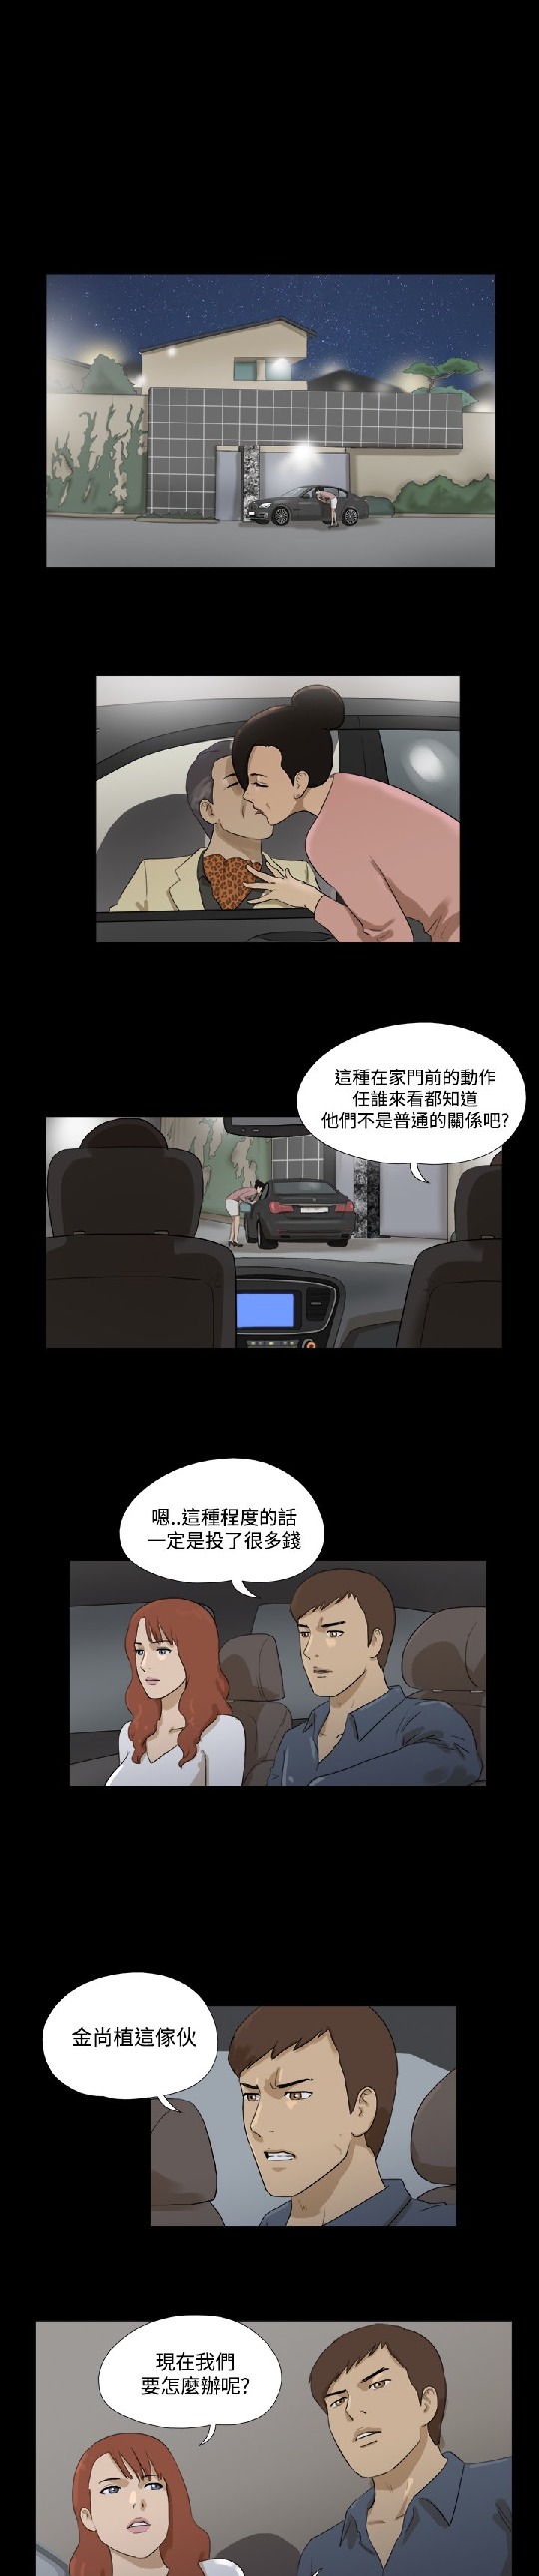 這種在家門前的動作
任誰來看都知道
他們不是普通的關係吧?
嗯..這種程度的話
一定是投了很多錢
金尚植這傢伙
現在我們
要怎麼辦呢?